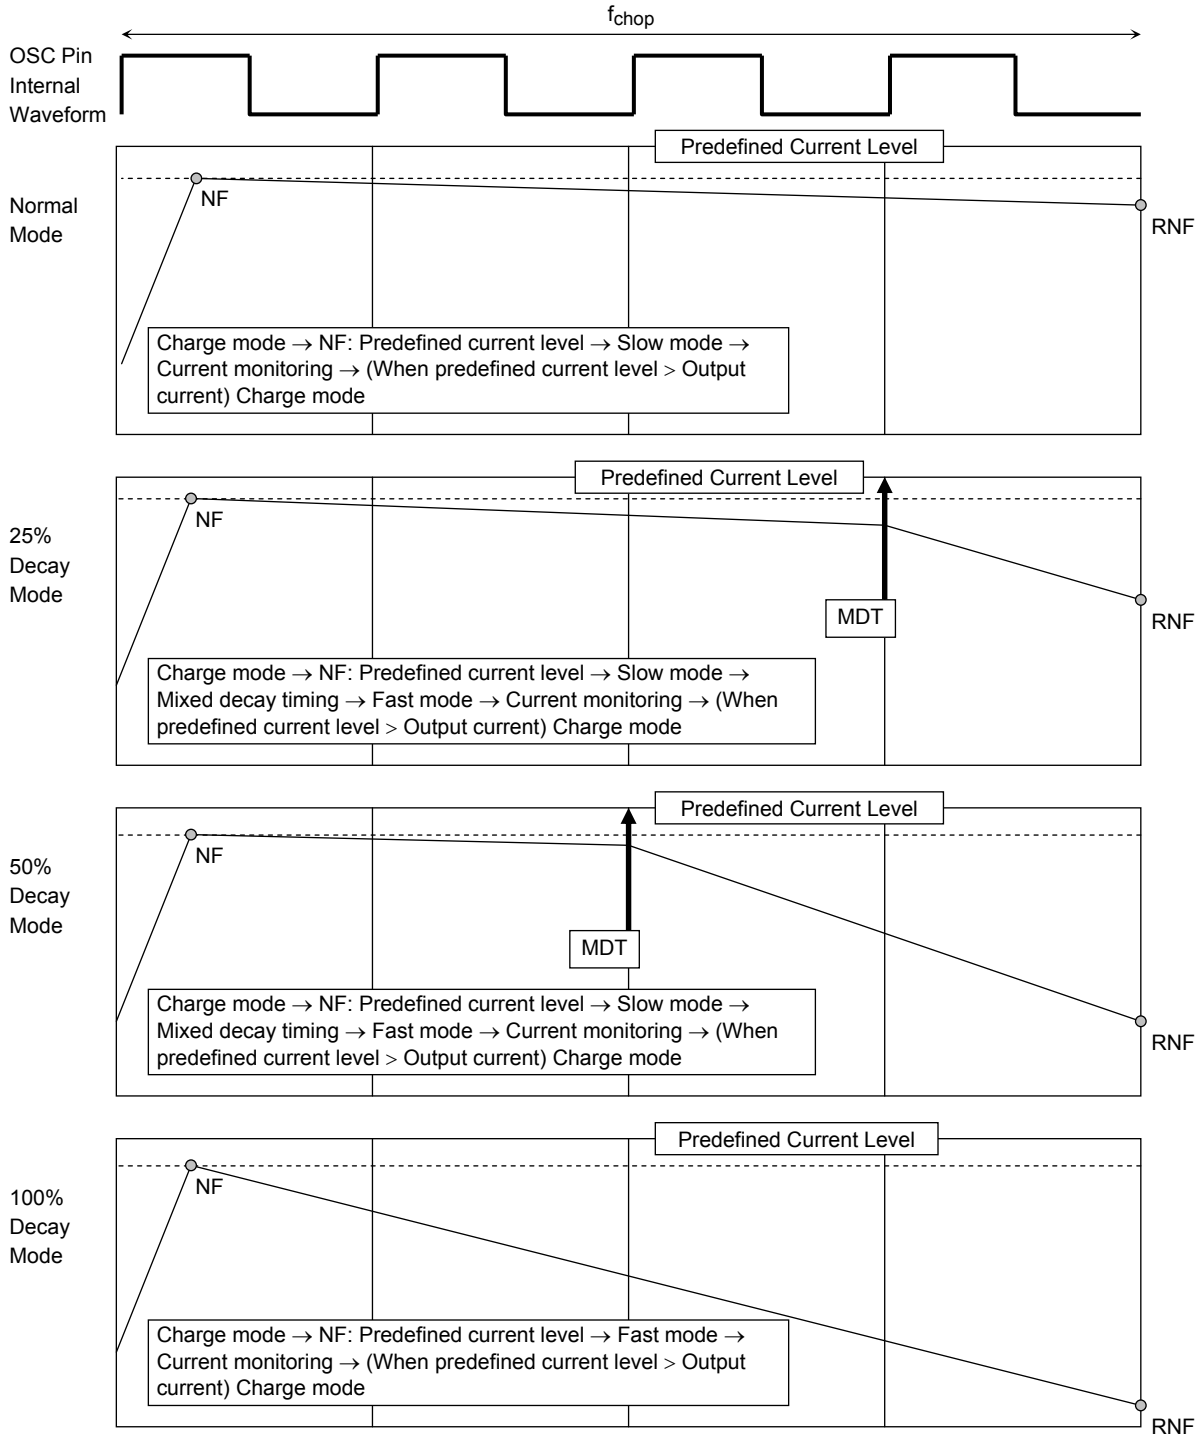 fchop
OSC Pin
Internal
Waveform
Predefined Current Level
NF
Normal
Mode
RNF
Charge mode → NF: Predefined current level → Slow mode →
Current monitoring → (When predefined current level > Output
current) Charge mode
Predefined Current Level
NF
25%
Decay
Mode
MDT
RNF
Charge mode → NF: Predefined current level → Slow mode →
Mixed decay timing → Fast mode → Current monitoring → (When
predefined current level > Output current) Charge mode
Predefined Current Level
NF
50%
Decay
Mode
MDT
Charge mode → NF: Predefined current level → Slow mode →
Mixed decay timing → Fast mode → Current monitoring → (When
predefined current level > Output current) Charge mode
RNF
Predefined Current Level
NF
100%
Decay
Mode
Charge mode → NF: Predefined current level → Fast mode →
Current monitoring → (When predefined current level > Output
current) Charge mode
RNF